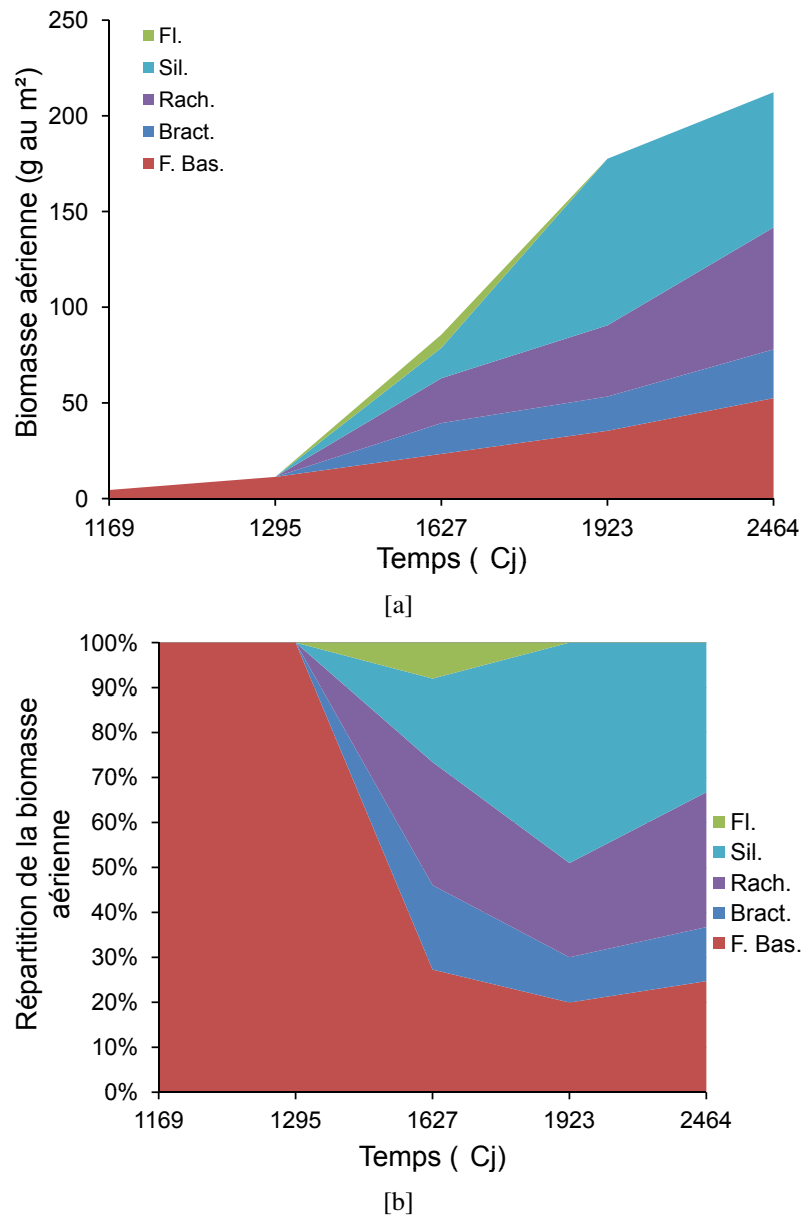 250
200
150
100
50
0
Biomasse aérienne (g au m²)
Fl.
Sil.
Rach.
Bract.
F. Bas.
1169 1295 1627 1923 2464
Temps ( Cj)
[a]
100%
90%
80%
70%
60%
50%
40%
30%
20%
10%
0%
Répartition de la biomasse
aérienne
Fl.
Sil.
Rach.
Bract.
F. Bas.
1169 1295 1627 1923 2464
Temps ( Cj)
[b]